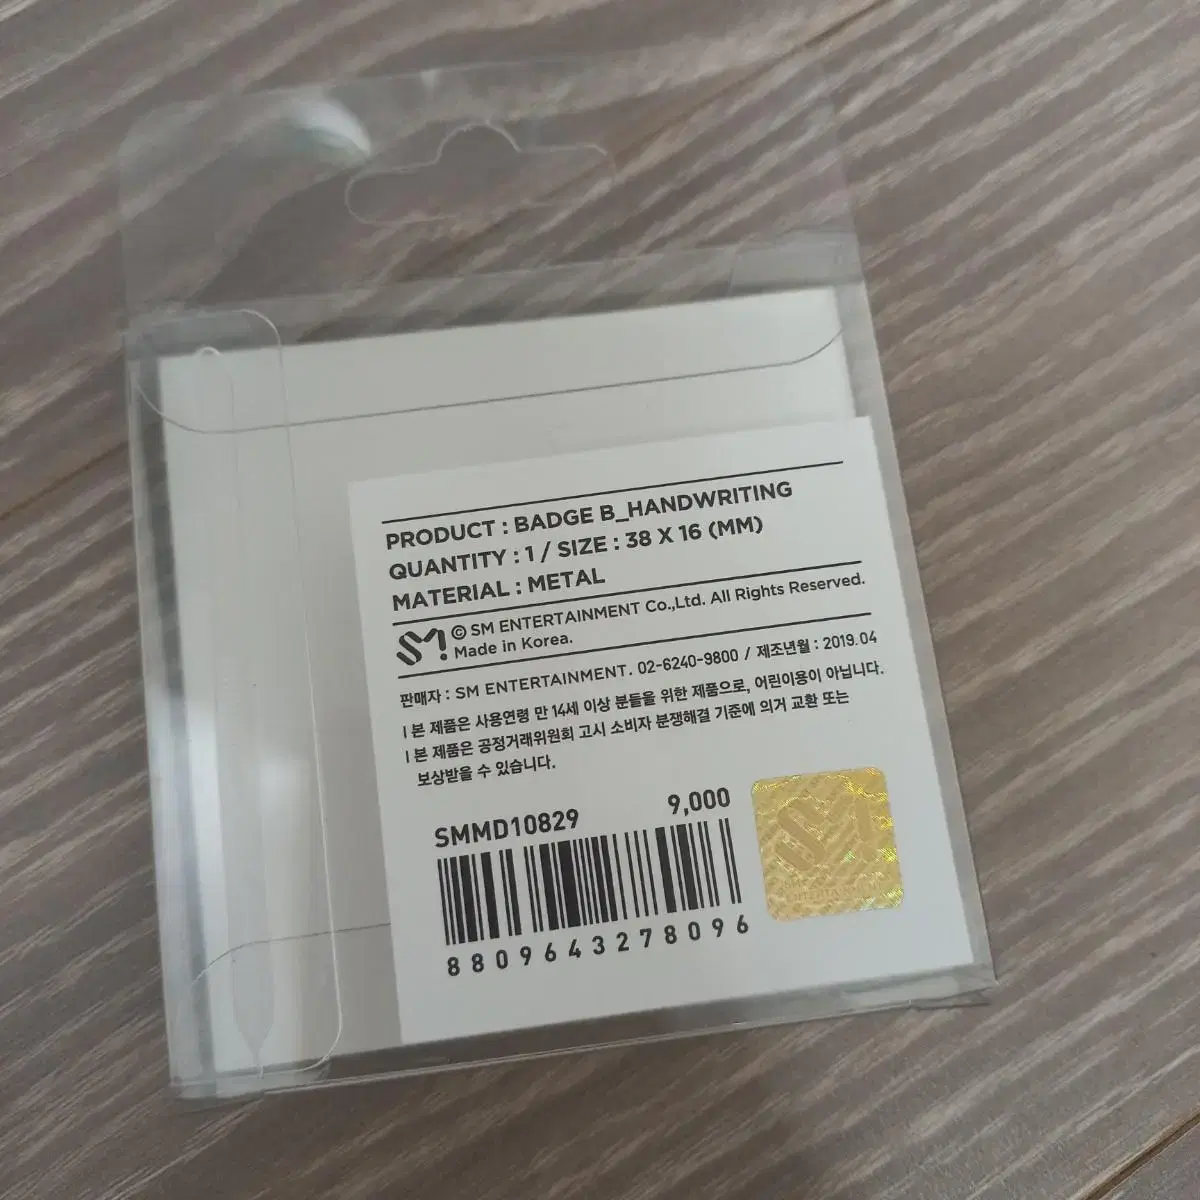 PRODUCT : BADGE B_HANDWRITING
QUANTITY : 1 / SIZE : 38 X 16 (MM)
MATERIAL : METAL
SM © SM ENTERTAINMENT Co.,Ltd. All Rights Reserved.
Made in Korea.
판매자 : SM ENTERTAINMENT. 02-6240-9800 / 제조년월 : 2019.04
l 본 제품은 사용연령 만 14세 이상 분들을 위한 제품으로, 어린이용이 아닙니다.
l 본 제품은 공정거래위원회 고시 소비자 분쟁해결 기준에 의거 교환 또는
보상받을 수 있습니다.
SMMD10829 9,000
8809643278096
SM
ENTERTAINMENT